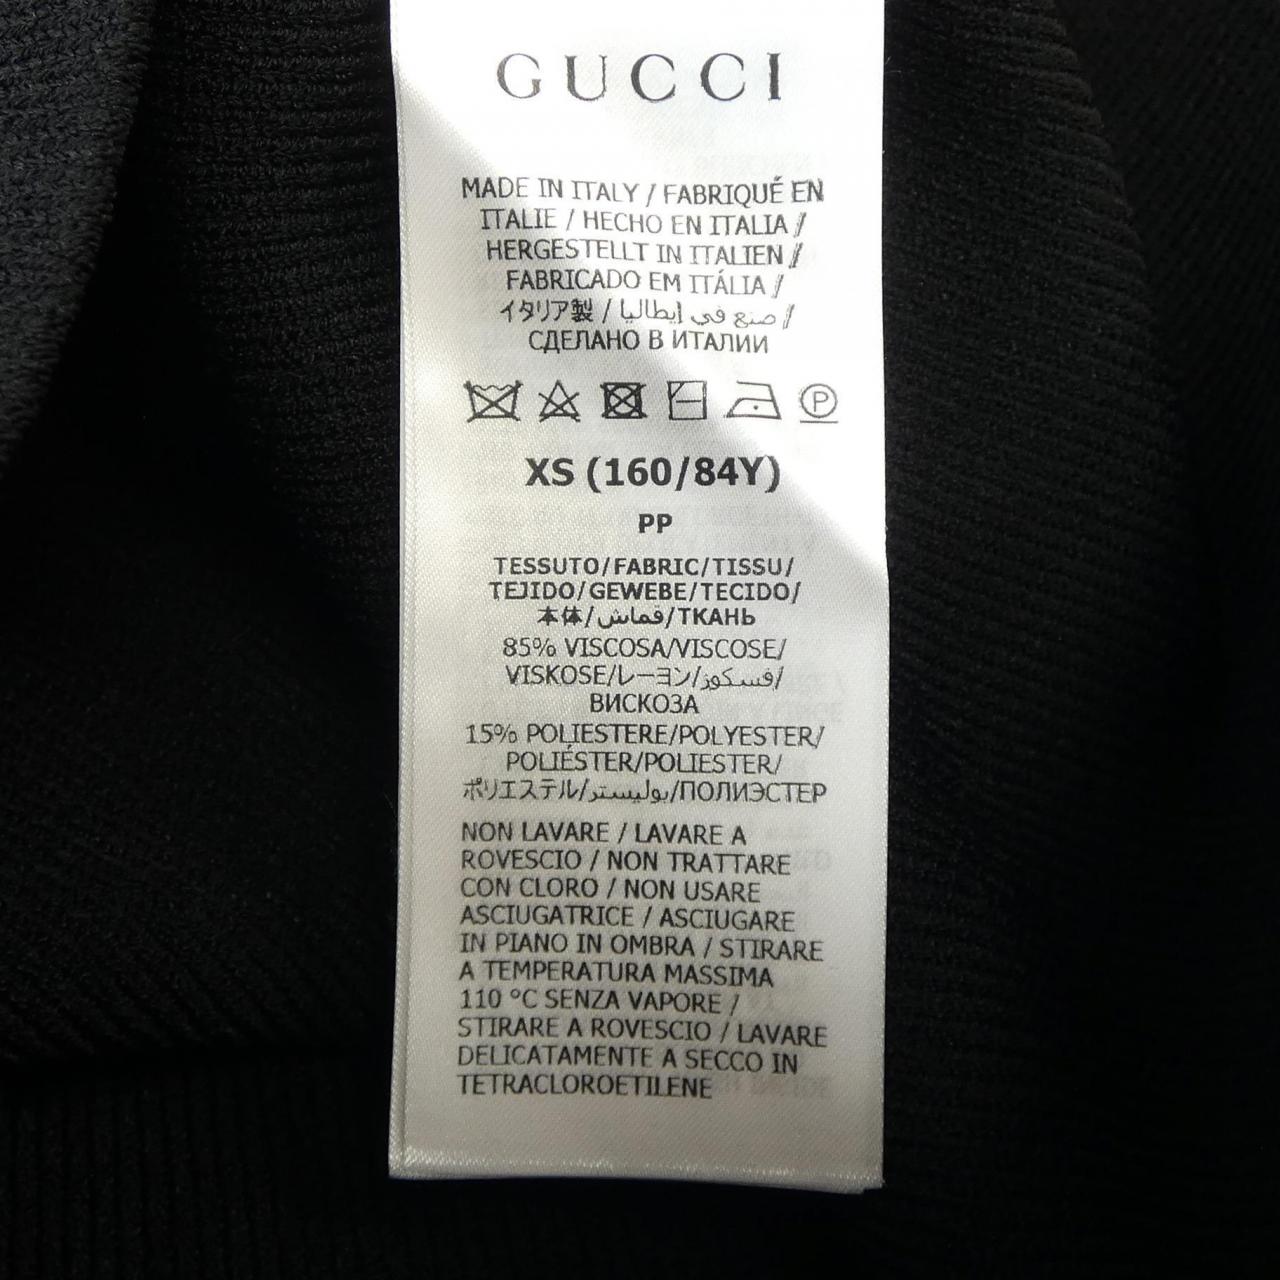 GUCCI
MADE IN ITALY / FABRIQUÉ EN
ITALIE / HECHO EN ITALIA /
HERGESTELLT IN ITALIEN /
FABRICADO EM ITÁLIA /
イタリア製 / صنع في إيطاليا /
СДЕЛАНО В ИТАЛИИ
P
XS (160/84Y)
PP
TESSUTO/FABRIC/TISSU/
TEJIDO/GEWEBE/TECIDO/
本体/قماش/ТКАНЬ
85% VISCOSA/VISCOSE/
VISKOSE/レーヨン/فسكوز/
ВИСКОЗА
15% POLIESTERE/POLYESTER/
POLIÉSTER/POLIESTER/
ポリエステル/بوليستر/ПОЛИЭСТЕР
NON LAVARE / LAVARE A
ROVESCIO / NON TRATTARE
CON CLORO / NON USARE
ASCIUGATRICE / ASCIUGARE
IN PIANO IN OMBRA / STIRARE
A TEMPERATURA MASSIMA
110 °C SENZA VAPORE /
STIRARE A ROVESCIO / LAVARE
DELICATAMENTE A SECCO IN
TETRACLOROETILENE